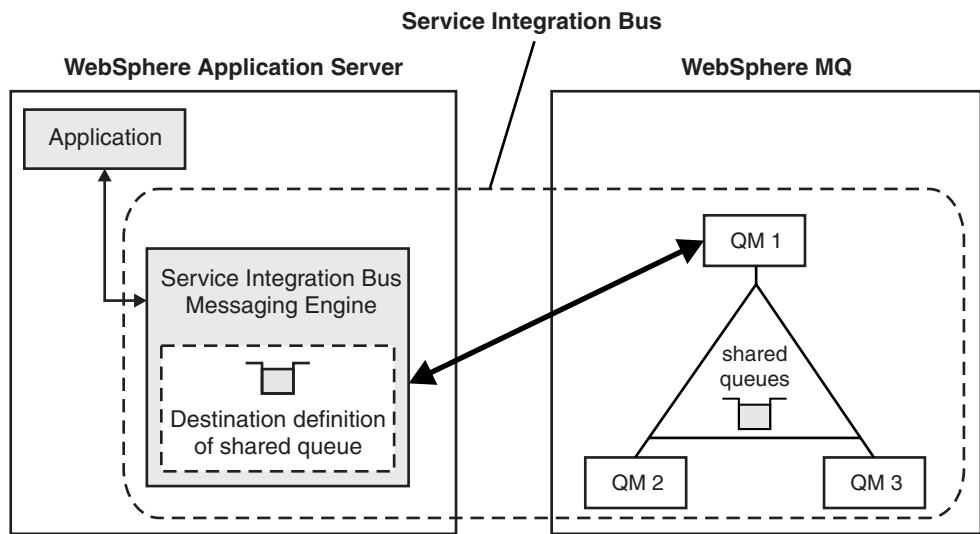 Service Integration Bus
WebSphere Application Server
WebSphere MQ
Application
Service Integration Bus
Messaging Engine
Destination definition
of shared queue
QM 1
shared
queues
QM 2
QM 3